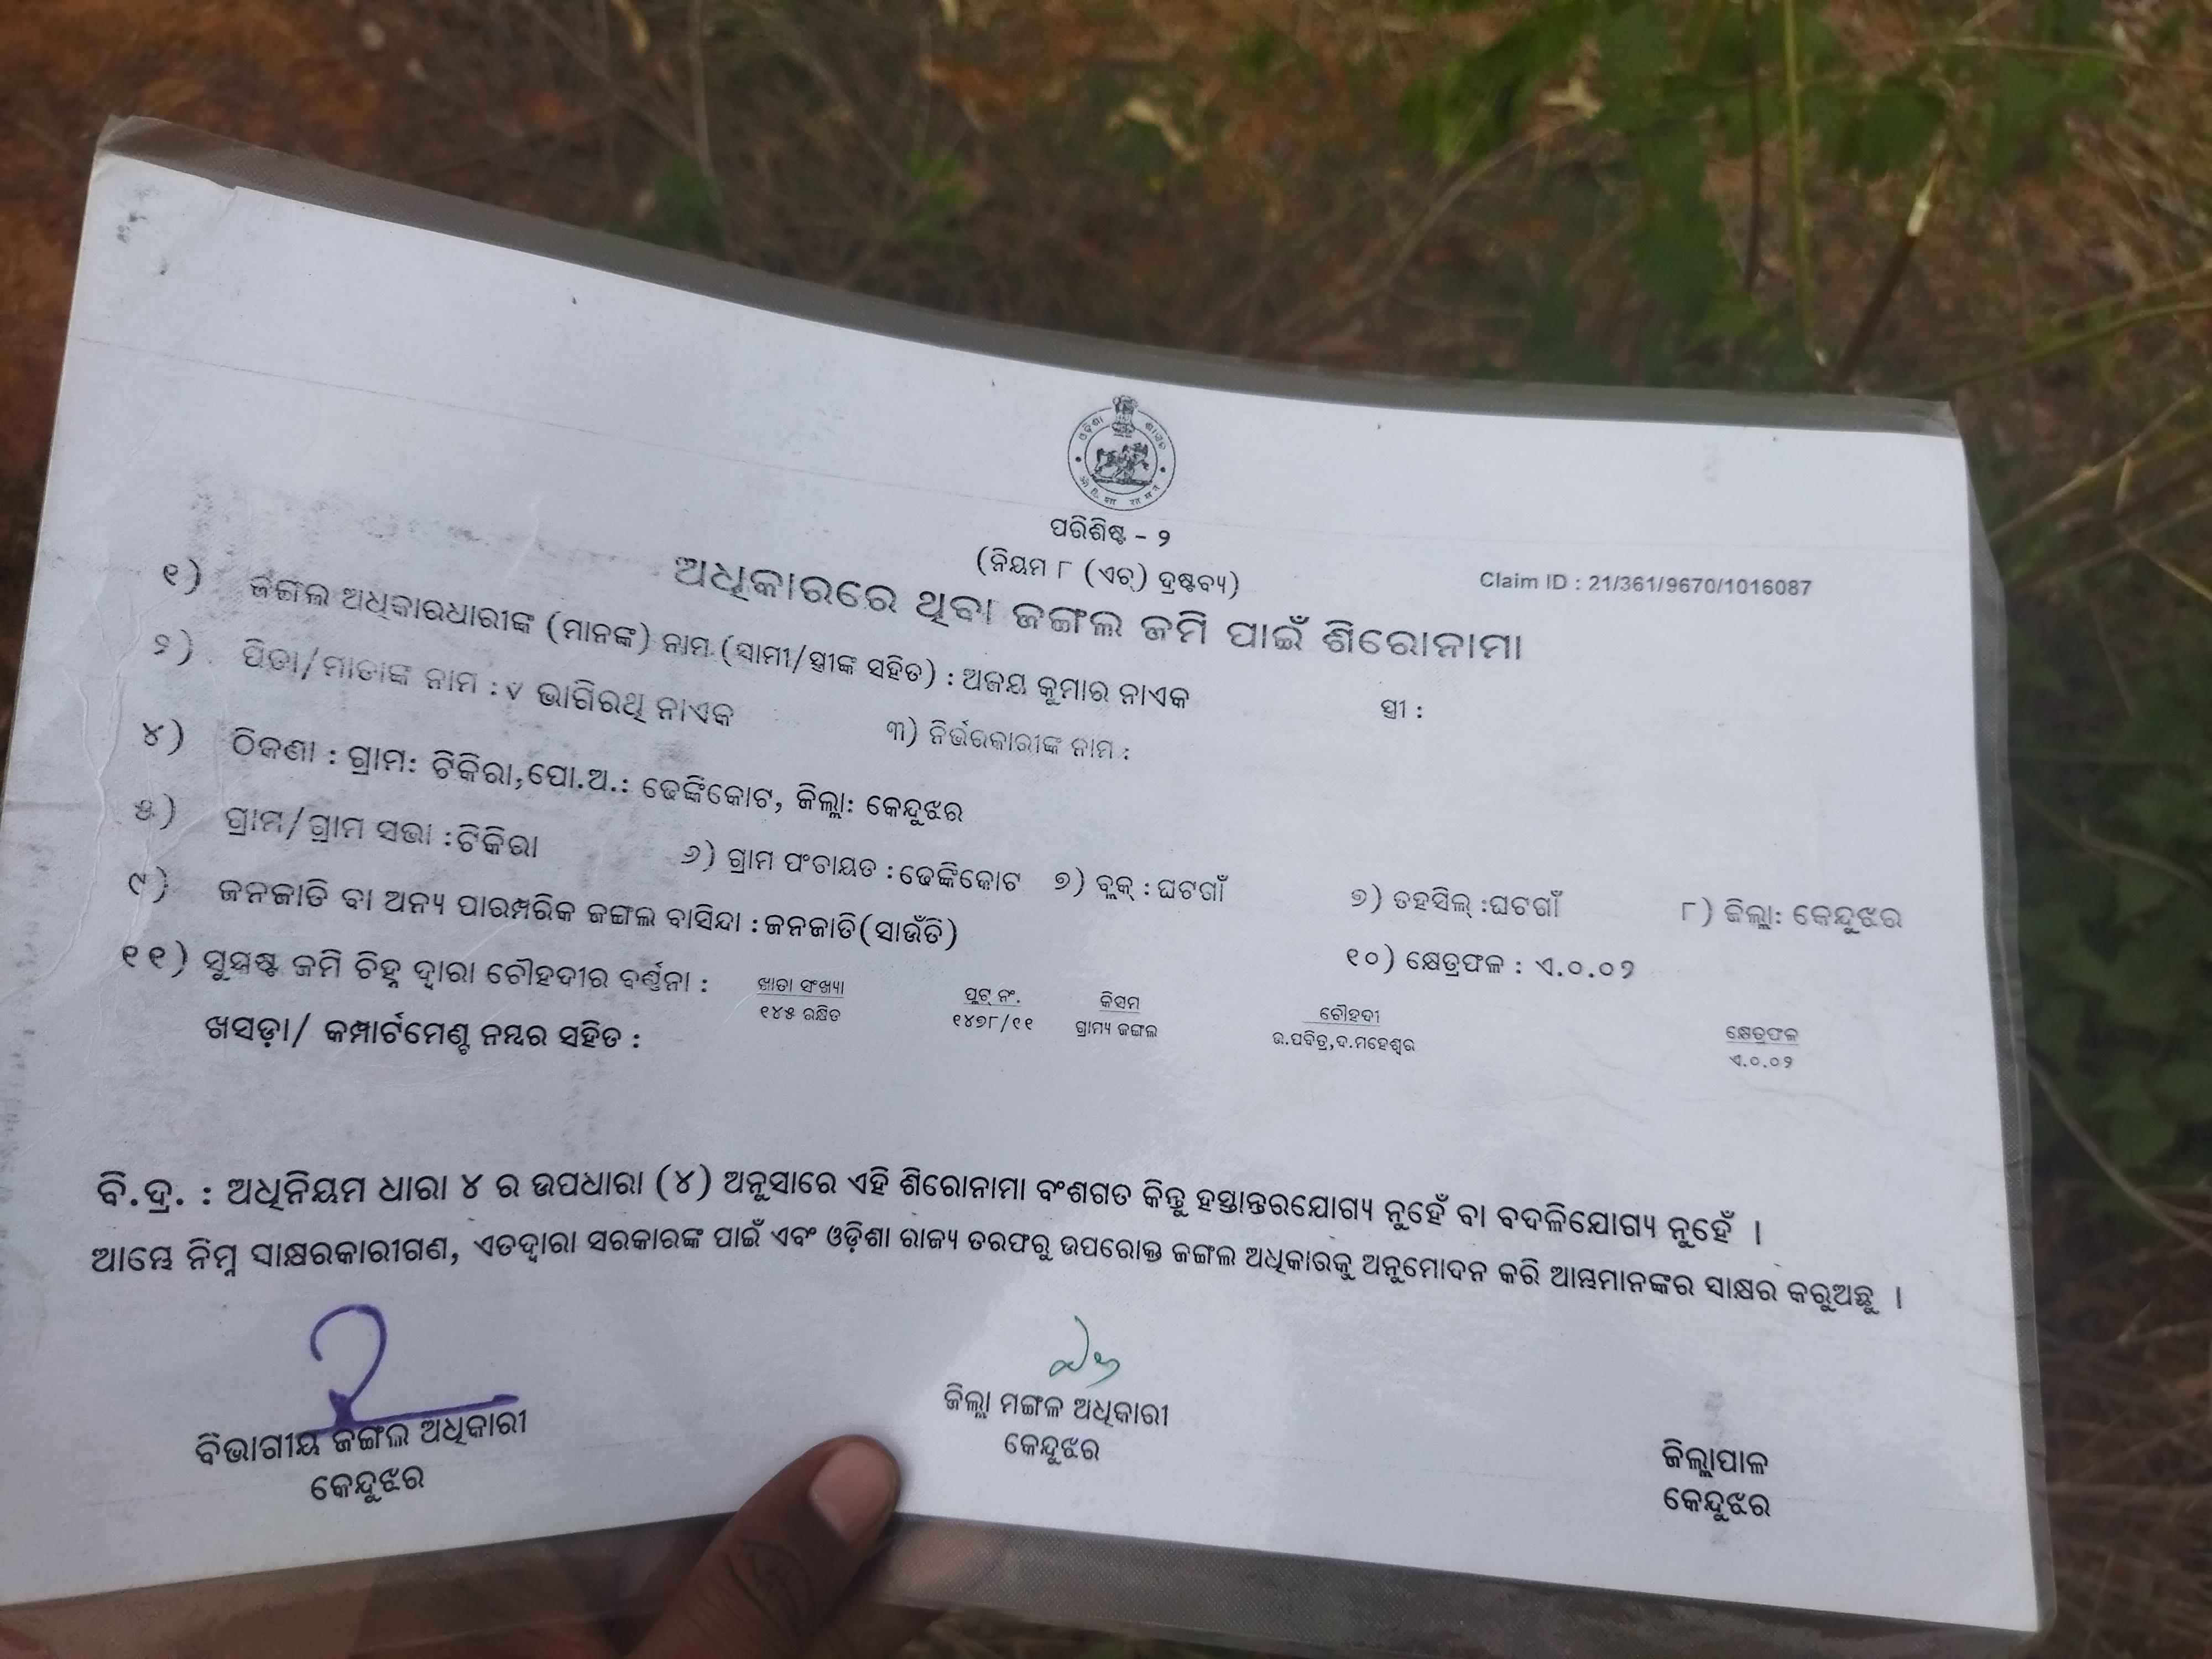 ପରିଶିଷ୍ଟ - ୨
(ନିୟମ ୮ (ଏଚ୍) ଦ୍ରଷ୍ଟବ୍ୟ)
Claim ID : 21/361/9670/1016087
ଅଧିକାରରେ ଥିବା ଜଙ୍ଗଲ ଜମି ପାଇଁ ଶିରୋନାମା
୧) ଜଙ୍ଗଲ ଅଧିକାରଧାରୀଙ୍କ (ମାନଙ୍କ) ନାମ (ସ୍ୱାମୀ/ସ୍ତ୍ରୀଙ୍କ ସହିତ) : ଅଜୟ କୁମାର ନାଏକ ସ୍ତ୍ରୀ :
୨) ପିତା/ମାତାଙ୍କ ନାମ : v ଭାଗିରଥି ନାଏକ ୩) ନିର୍ଭରକାରୀଙ୍କ ନାମ :
୪) ଠିକଣା : ଗ୍ରାମ: ଟିକିରା,ପୋ.ଅ.: ଢେଙ୍କିକୋଟ, ଜିଲ୍ଲା: କେନ୍ଦୁଝର
୫) ଗ୍ରାମ/ଗ୍ରାମ ସଭା :ଟିକିରା ୬) ଗ୍ରାମ ପଂଚାୟତ : ଢେଙ୍କିକୋଟ ୭) ବ୍ଲକ୍ : ଘଟଗାଁ ୭) ତହସିଲ୍ :ଘଟଗାଁ ୮) ଜିଲ୍ଲା: କେନ୍ଦୁଝର
୯) ଜନଜାତି ବା ଅନ୍ୟ ପାରମ୍ପରିକ ଜଙ୍ଗଲ ବାସିନ୍ଦା : ଜନଜାତି(ସାଉଁତି) ୧୦) କ୍ଷେତ୍ରଫଳ : ଏ.୦.୦୨
୧୧) ସୁସ୍ପଷ୍ଟ ଜମି ଚିହ୍ନ ଦ୍ୱାରା ଚୌହଦୀର ବର୍ଣ୍ଣନା : ଖାତା ସଂଖ୍ୟା ପ୍ଲଟ୍ ନଂ. କିସମ ଚୌହଦୀ କ୍ଷେତ୍ରଫଳ
ଖସଡ଼ା/ କମ୍ପାର୍ଟମେଣ୍ଟ ନମ୍ବର ସହିତ : ୧୪୫ ରକ୍ଷିତ ୧୪୭୮/୧୧ ଗ୍ରାମ୍ୟ ଜଙ୍ଗଲ ଉ.ପବିତ୍ର,ଦ.ମହେଶ୍ୱର ଏ.୦.୦୨
ବି.ଦ୍ର. : ଅଧିନିୟମ ଧାରା ୪ ର ଉପଧାରା (୪) ଅନୁସାରେ ଏହି ଶିରୋନାମା ବଂଶଗତ କିନ୍ତୁ ହସ୍ତାନ୍ତରଯୋଗ୍ୟ ନୁହେଁ ବା ବଦଳିଯୋଗ୍ୟ ନୁହେଁ ।
ଆମ୍ଭେ ନିମ୍ନ ସାକ୍ଷରକାରୀଗଣ, ଏତଦ୍ୱାରା ସରକାରଙ୍କ ପାଇଁ ଏବଂ ଓଡ଼ିଶା ରାଜ୍ୟ ତରଫରୁ ଉପରୋକ୍ତ ଜଙ୍ଗଲ ଅଧିକାରକୁ ଅନୁମୋଦନ କରି ଆମ୍ଭମାନଙ୍କର ସ୍ୱାକ୍ଷର କରୁଅଛୁ ।
ବିଭାଗୀୟ ଜଙ୍ଗଲ ଅଧିକାରୀ
କେନ୍ଦୁଝର
ଜିଲ୍ଲା ମଙ୍ଗଳ ଅଧିକାରୀ
କେନ୍ଦୁଝର
ଜିଲ୍ଲାପାଳ
କେନ୍ଦୁଝର